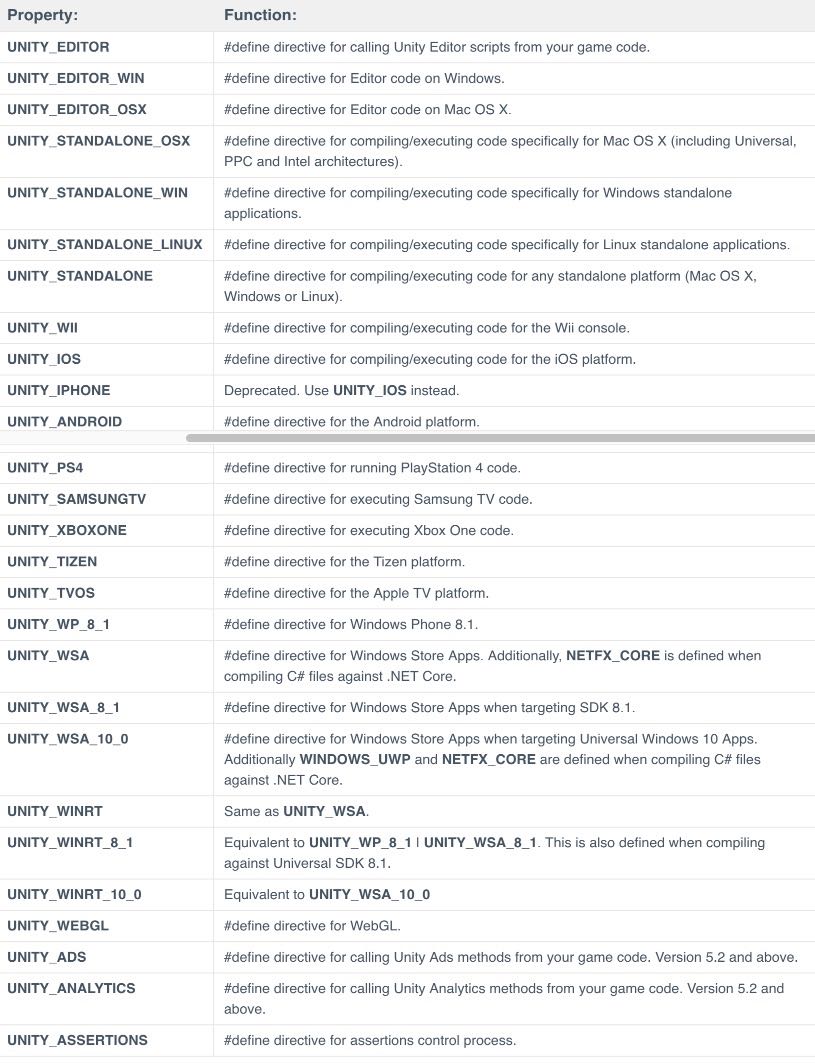 Property: Function:
UNITY_EDITOR #define directive for calling Unity Editor scripts from your game code.
UNITY_EDITOR_WIN #define directive for Editor code on Windows.
UNITY_EDITOR_OSX #define directive for Editor code on Mac OS X.
UNITY_STANDALONE_OSX #define directive for compiling/executing code specifically for Mac OS X (including Universal,
PPC and Intel architectures).
UNITY_STANDALONE_WIN #define directive for compiling/executing code specifically for Windows standalone
applications.
UNITY_STANDALONE_LINUX #define directive for compiling/executing code specifically for Linux standalone applications.
UNITY_STANDALONE #define directive for compiling/executing code for any standalone platform (Mac OS X,
Windows or Linux).
UNITY_WII #define directive for compiling/executing code for the Wii console.
UNITY_IOS #define directive for compiling/executing code for the iOS platform.
UNITY_IPHONE Deprecated. Use UNITY_IOS instead.
UNITY_ANDROID #define directive for the Android platform.
UNITY_PS4 #define directive for running PlayStation 4 code.
UNITY_SAMSUNGTV #define directive for executing Samsung TV code.
UNITY_XBOXONE #define directive for executing Xbox One code.
UNITY_TIZEN #define directive for the Tizen platform.
UNITY_TVOS #define directive for the Apple TV platform.
UNITY_WP_8_1 #define directive for Windows Phone 8.1.
UNITY_WSA #define directive for Windows Store Apps. Additionally, NETFX_CORE is defined when
compiling C# files against .NET Core.
UNITY_WSA_8_1 #define directive for Windows Store Apps when targeting SDK 8.1.
UNITY_WSA_10_0 #define directive for Windows Store Apps when targeting Universal Windows 10 Apps.
Additionally WINDOWS_UWP and NETFX_CORE are defined when compiling C# files
against .NET Core.
UNITY_WINRT Same as UNITY_WSA.
UNITY_WINRT_8_1 Equivalent to UNITY_WP_8_1 | UNITY_WSA_8_1. This is also defined when compiling
against Universal SDK 8.1.
UNITY_WINRT_10_0 Equivalent to UNITY_WSA_10_0
UNITY_WEBGL #define directive for WebGL.
UNITY_ADS #define directive for calling Unity Ads methods from your game code. Version 5.2 and above.
UNITY_ANALYTICS #define directive for calling Unity Analytics methods from your game code. Version 5.2 and
above.
UNITY_ASSERTIONS #define directive for assertions control process.